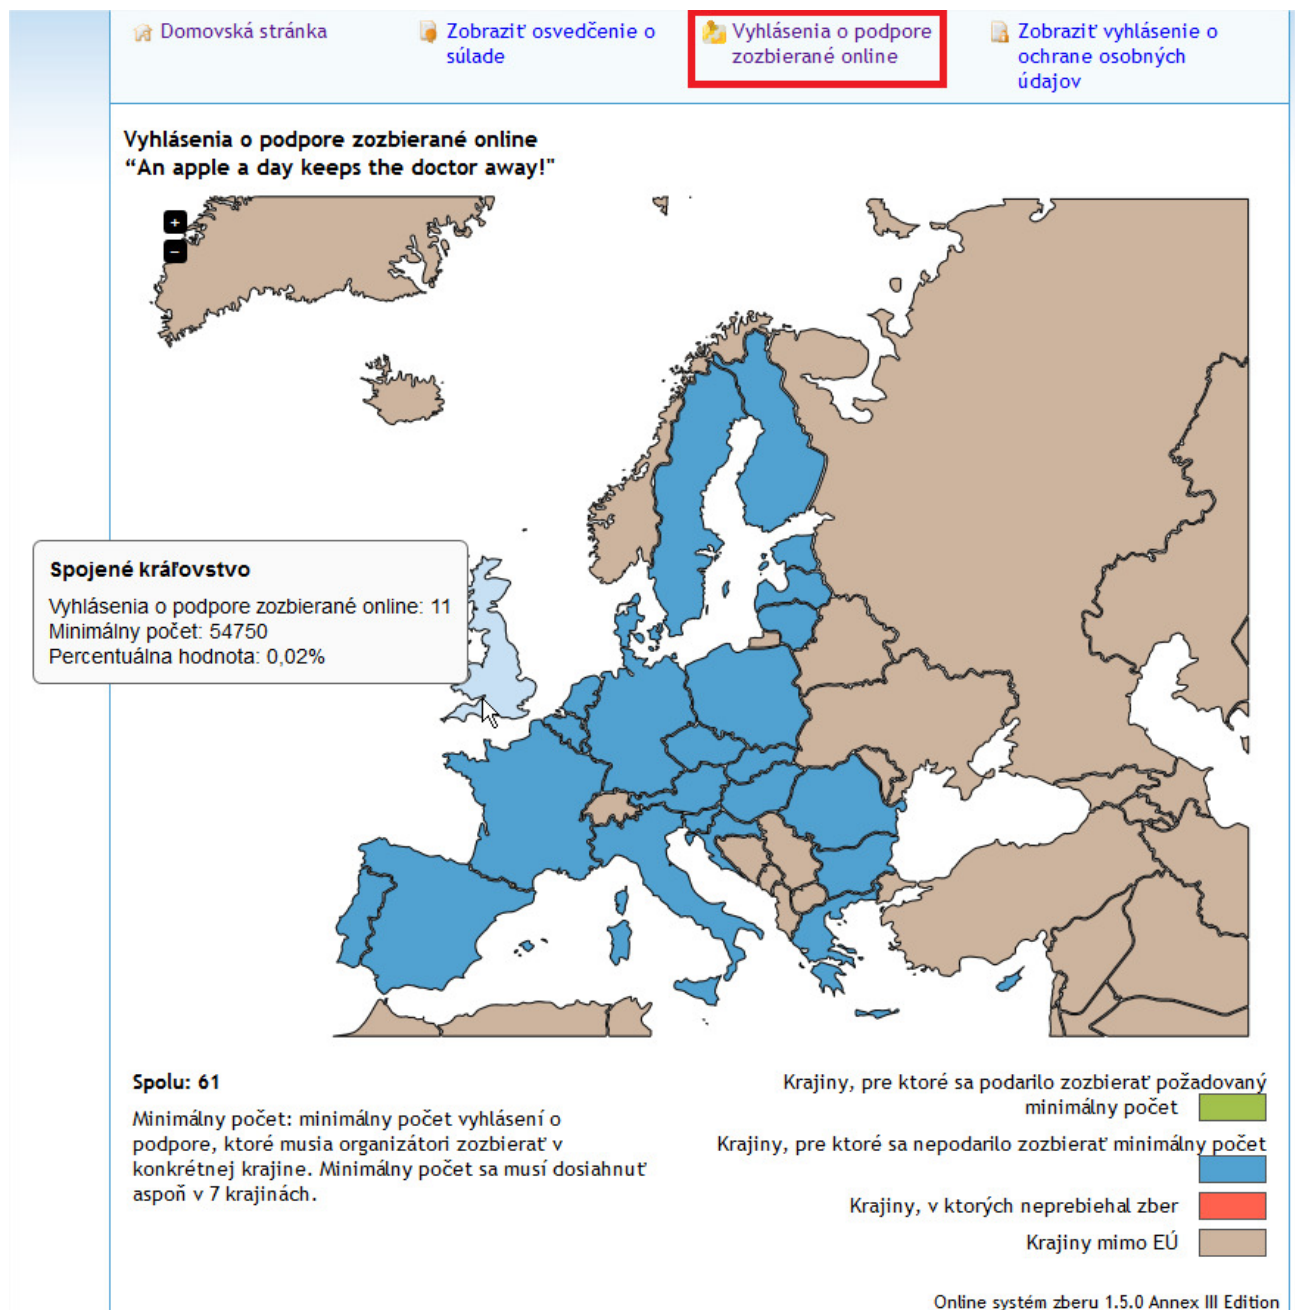 Domovská stránka
Zobraziť osvedčenie o
súlade
Vyhlásenia o podpore
zozbierané online
Zobraziť vyhlásenie o
ochrane osobných
údajov
Vyhlásenia o podpore zozbierané online
“An apple a day keeps the doctor away!"
+
–
Spojené kráľovstvo
Vyhlásenia o podpore zozbierané online: 11
Minimálny počet: 54750
Percentuálna hodnota: 0,02%
Spolu: 61
Minimálny počet: minimálny počet vyhlásení o
podpore, ktoré musia organizátori zozbierať v
konkrétnej krajine. Minimálny počet sa musí dosiahnuť
aspoň v 7 krajinách.
Krajiny, pre ktoré sa podarilo zozbierať požadovaný
minimálny počet
Krajiny, pre ktoré sa nepodarilo zozbierať minimálny počet
Krajiny, v ktorých neprebiehal zber
Krajiny mimo EÚ
Online systém zberu 1.5.0 Annex III Edition